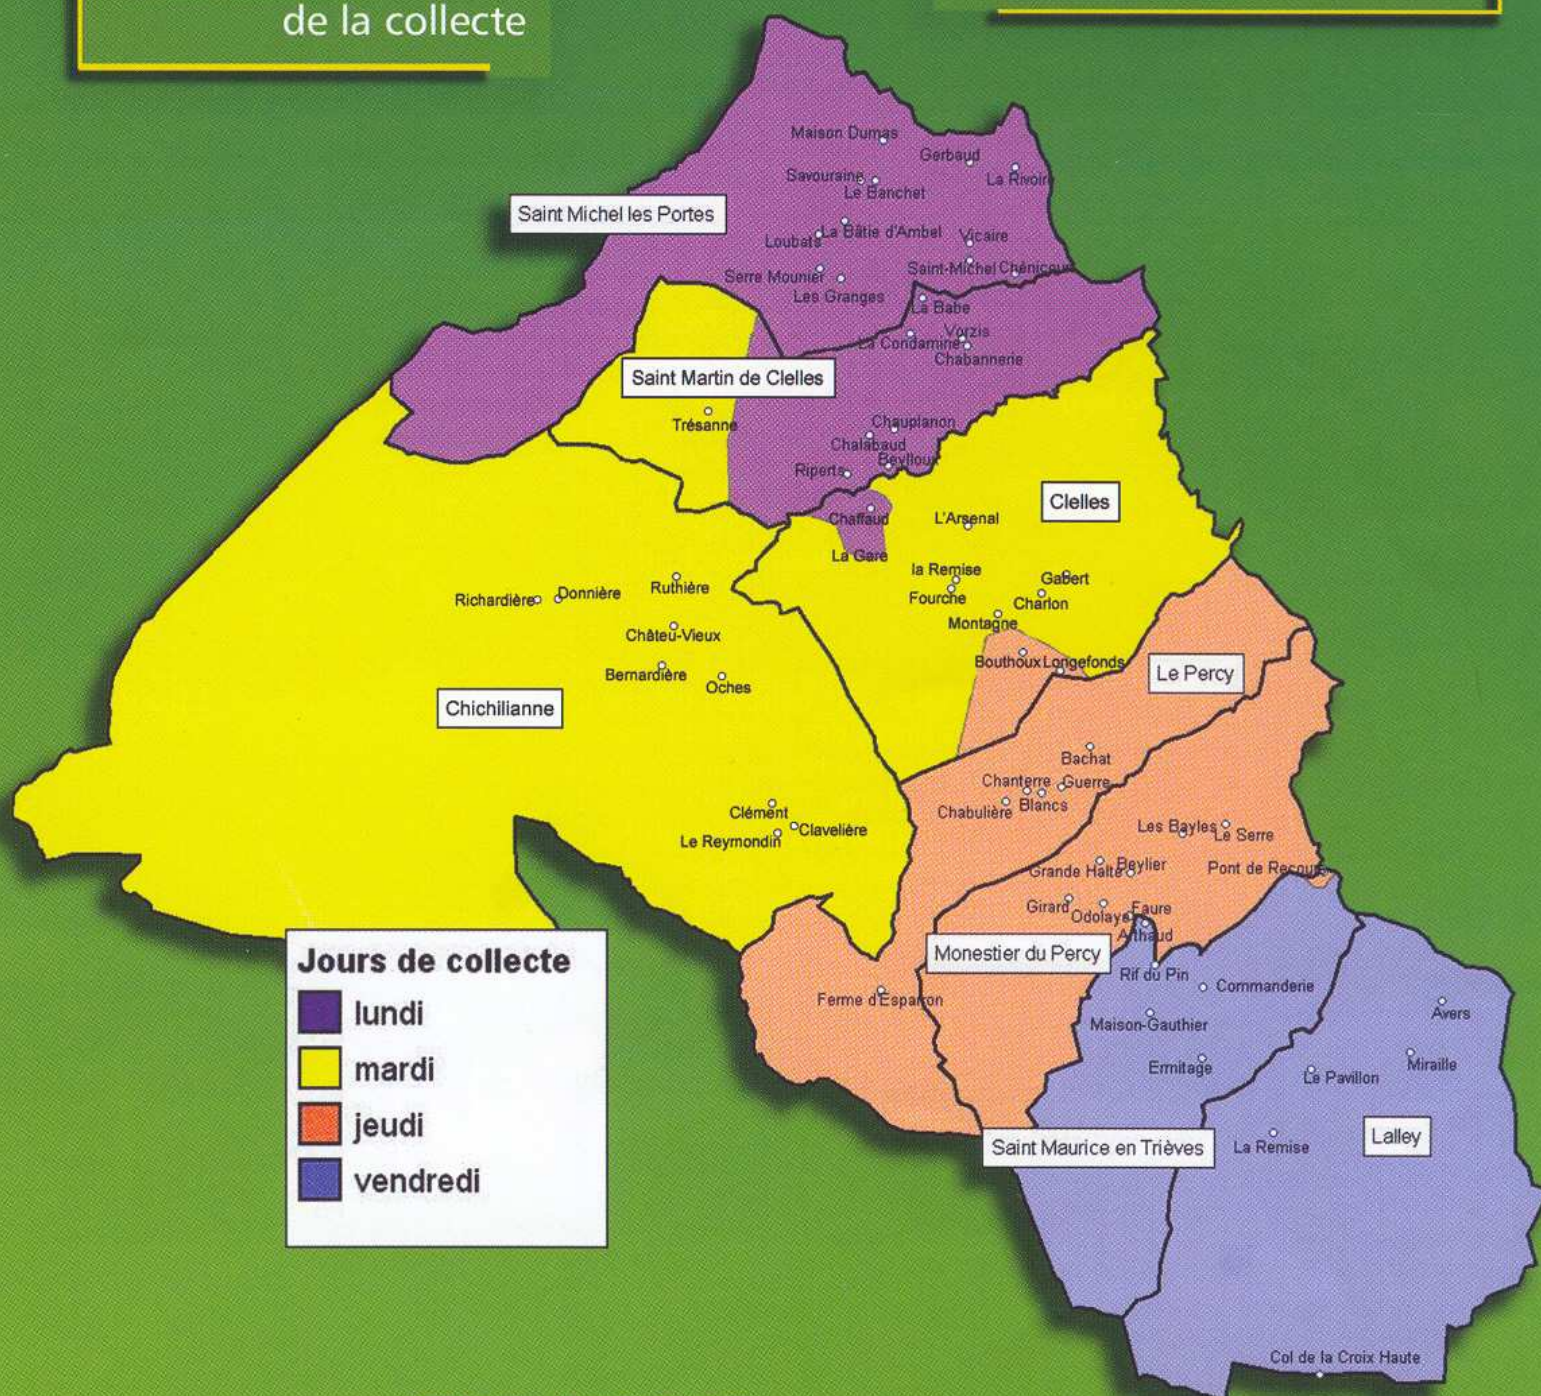 de la collecte
Maison Dumas
Gerbaud
Savouraine
La Rivoire
Le Banchet
Saint Michel les Portes
La Bâtie d'Ambel
Loubats
Vicaire
Saint-Michel
Serre Mounier
Les Granges
La Babe
Vorzis
La Condamine
Chabannerie
Saint Martin de Clelles
Trésanne
Chauplanon
Chalabaud
Beylloux
Riperts
Clelles
Chaffaud
L'Arsenal
La Gare
la Remise
Gabert
Ruthière
Richardière
Donnière
Fourche
Charlon
Montagne
Château-Vieux
Bouthoux
Longefonds
Bernardière
Oches
Le Percy
Chichilianne
Bachat
Chanterre
Guerre
Blancs
Chabulière
Clément
Clavelière
Le Reymondin
Les Bayles
Le Serre
Beylier
Grande Halte
Pont de Recours
Girard
Odolaye
Faure
Arthaud
Monestier du Percy
Rif du Pin
Commanderie
Ferme d'Esparron
Avers
Maison-Gauthier
Ermitage
Miraille
Le Pavillon
Lalley
Saint Maurice en Trièves
La Remise
Col de la Croix Haute
Jours de collecte
lundi
mardi
jeudi
vendredi